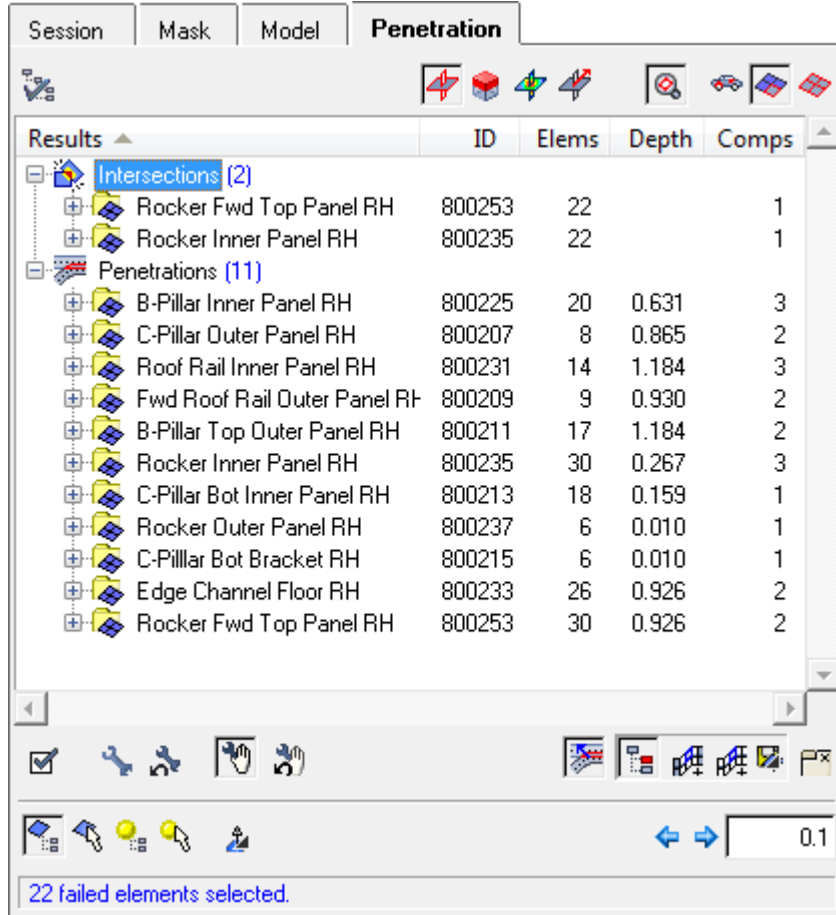 Session Mask Model Penetration
Results ID Elems Depth Comps
Intersections (2)
Rocker Fwd Top Panel RH 800253 22 1
Rocker Inner Panel RH 800235 22 1
Penetrations (11)
B-Pillar Inner Panel RH 800225 20 0.631 3
C-Pillar Outer Panel RH 800207 8 0.865 2
Roof Rail Inner Panel RH 800231 14 1.184 3
Fwd Roof Rail Outer Panel RH 800209 9 0.930 2
B-Pillar Top Outer Panel RH 800211 17 1.184 2
Rocker Inner Panel RH 800235 30 0.267 3
C-Pillar Bot Inner Panel RH 800213 18 0.159 1
Rocker Outer Panel RH 800237 6 0.010 1
C-Pilllar Bot Bracket RH 800215 6 0.010 1
Edge Channel Floor RH 800233 26 0.926 2
Rocker Fwd Top Panel RH 800253 30 0.926 2
0.1
22 failed elements selected.